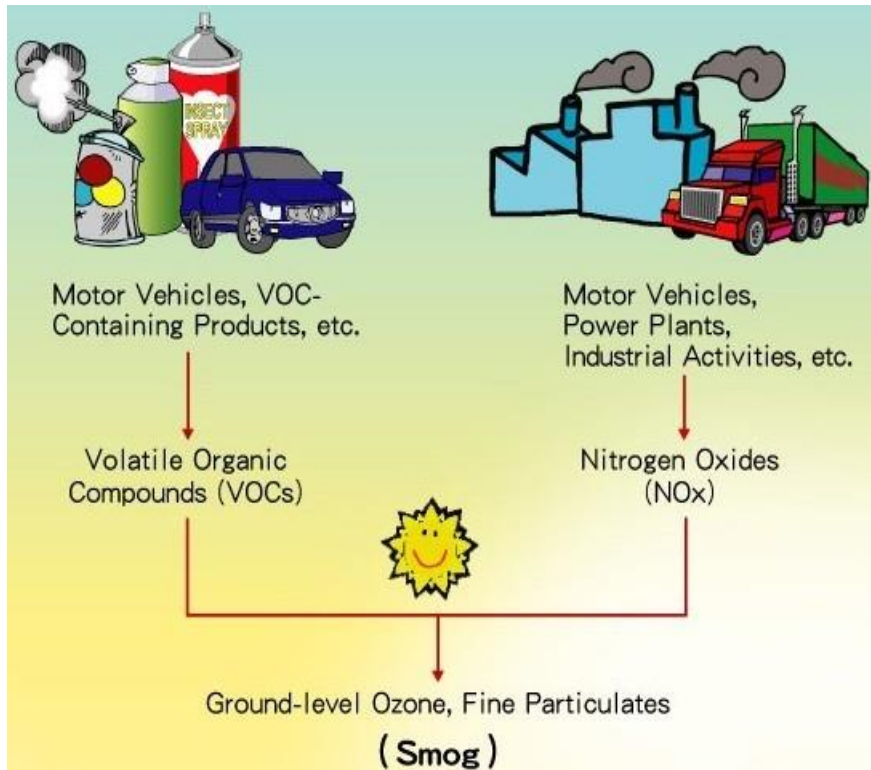 INSECT
SPRAY
Motor Vehicles, VOC-
Containing Products, etc.
Motor Vehicles,
Power Plants,
Industrial Activities, etc.
Volatile Organic
Compounds (VOCs)
Nitrogen Oxides
(NOx)
Ground-level Ozone, Fine Particulates
(Smog)